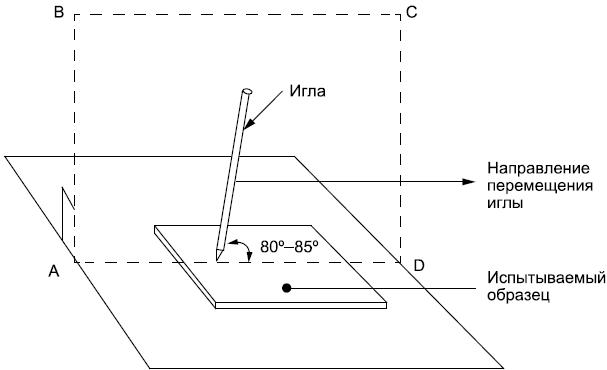 B
C
Игла
Направление
перемещения
иглы
80º–85º
A
D
Испытываемый
образец